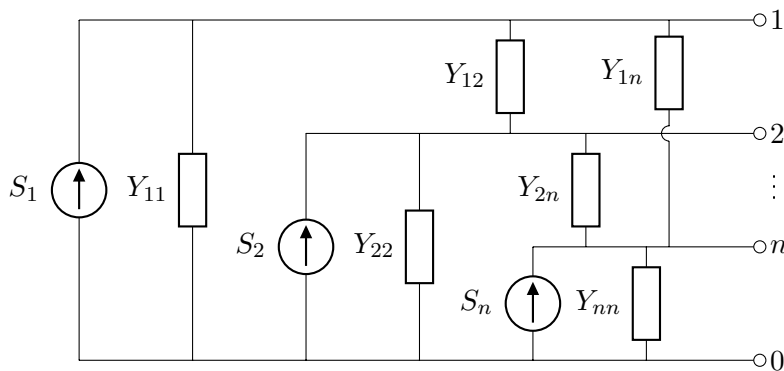 1
Y₁₂
Y₁ₙ
2
S₁
Y₁₁
Y₂ₙ
⋮
S₂
Y₂₂
n
Sₙ
Yₙₙ
0